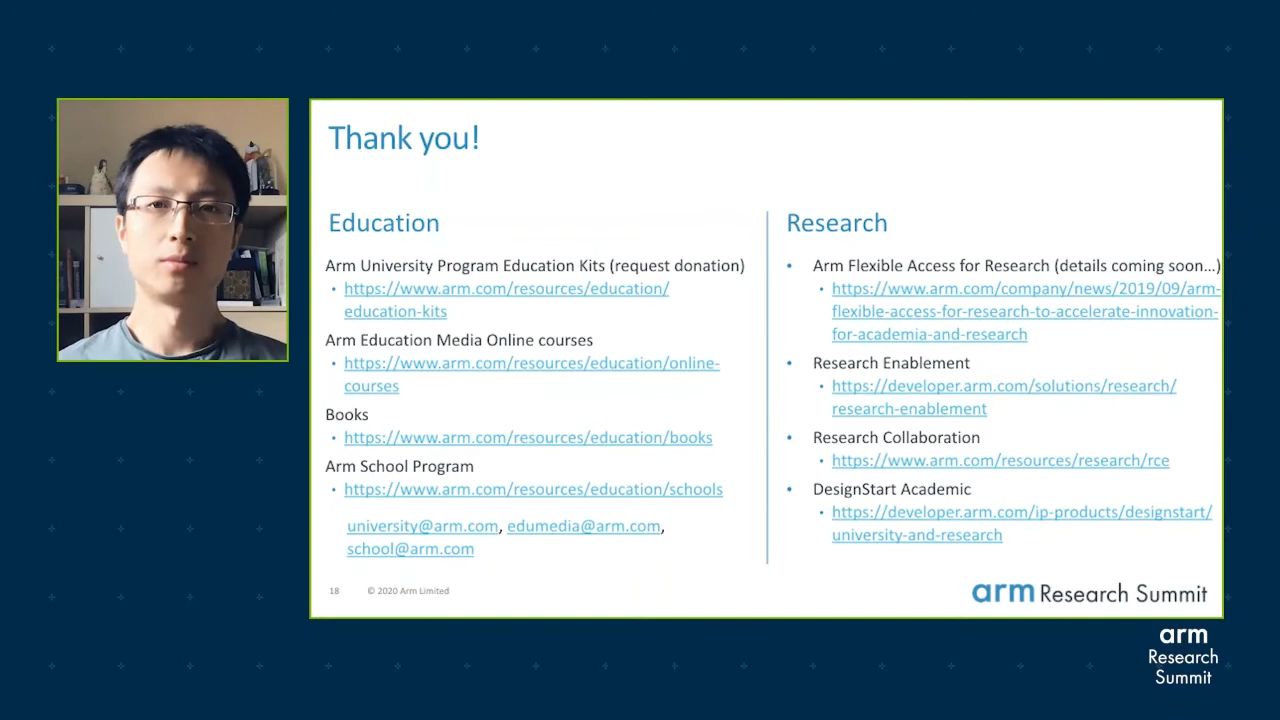 Thank you!
Education
Arm University Program Education Kits (request donation)
• https://www.arm.com/resources/education/
education-kits
Arm Education Media Online courses
• https://www.arm.com/resources/education/online-
courses
Books
• https://www.arm.com/resources/education/books
Arm School Program
• https://www.arm.com/resources/education/schools
university@arm.com, edumedia@arm.com,
school@arm.com
Research
• Arm Flexible Access for Research (details coming soon...)
• https://www.arm.com/company/news/2019/09/arm-
flexible-access-for-research-to-accelerate-innovation-
for-academia-and-research
• Research Enablement
• https://developer.arm.com/solutions/research/
research-enablement
• Research Collaboration
• https://www.arm.com/resources/research/rce
• DesignStart Academic
• https://developer.arm.com/ip-products/designstart/
university-and-research
18 © 2020 Arm Limited
arm Research Summit
arm
Research
Summit